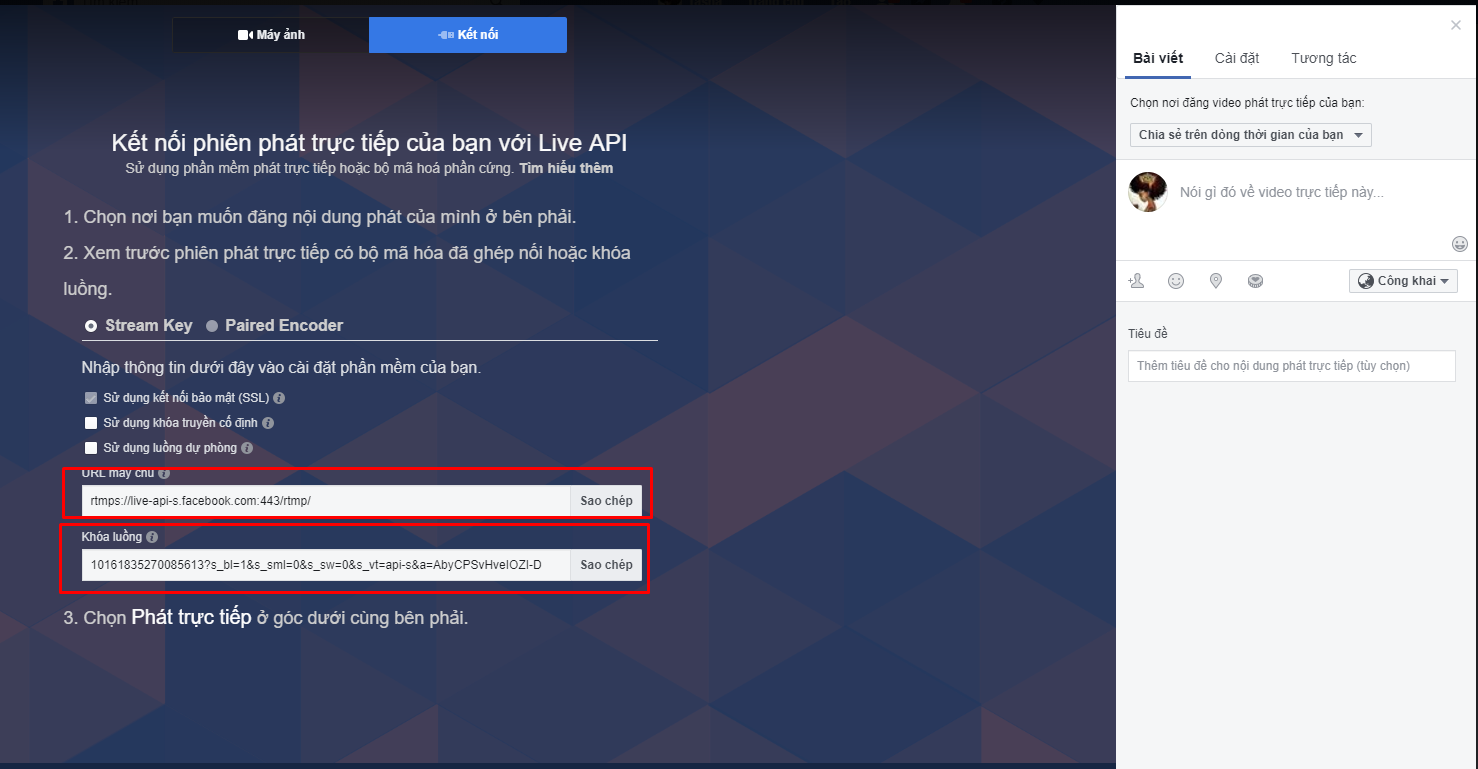 Máy ảnh
Kết nối
Kết nối phiên phát trực tiếp của bạn với Live API
Sử dụng phần mềm phát trực tiếp hoặc bộ mã hoá phần cứng. Tìm hiểu thêm
1. Chọn nơi bạn muốn đăng nội dung phát của mình ở bên phải.
2. Xem trước phiên phát trực tiếp có bộ mã hóa đã ghép nối hoặc khóa
luồng.
Stream Key
Paired Encoder
Nhập thông tin dưới đây vào cài đặt phần mềm của bạn.
Sử dụng kết nối bảo mật (SSL)
Sử dụng khóa truyền cố định
Sử dụng luồng dự phòng
URL máy chủ
rtmps://live-api-s.facebook.com:443/rtmp/
Sao chép
Khóa luồng
10161835270085613?s_bl=1&s_sml=0&s_sw=0&s_vt=api-s&a=AbyCPSvHveIOZI-D
Sao chép
3. Chọn Phát trực tiếp ở góc dưới cùng bên phải.
Bài viết
Cài đặt
Tương tác
Chọn nơi đăng video phát trực tiếp của bạn:
Chia sẻ trên dòng thời gian của bạn
Nói gì đó về video trực tiếp này...
Công khai
Tiêu đề
Thêm tiêu đề cho nội dung phát trực tiếp (tùy chọn)